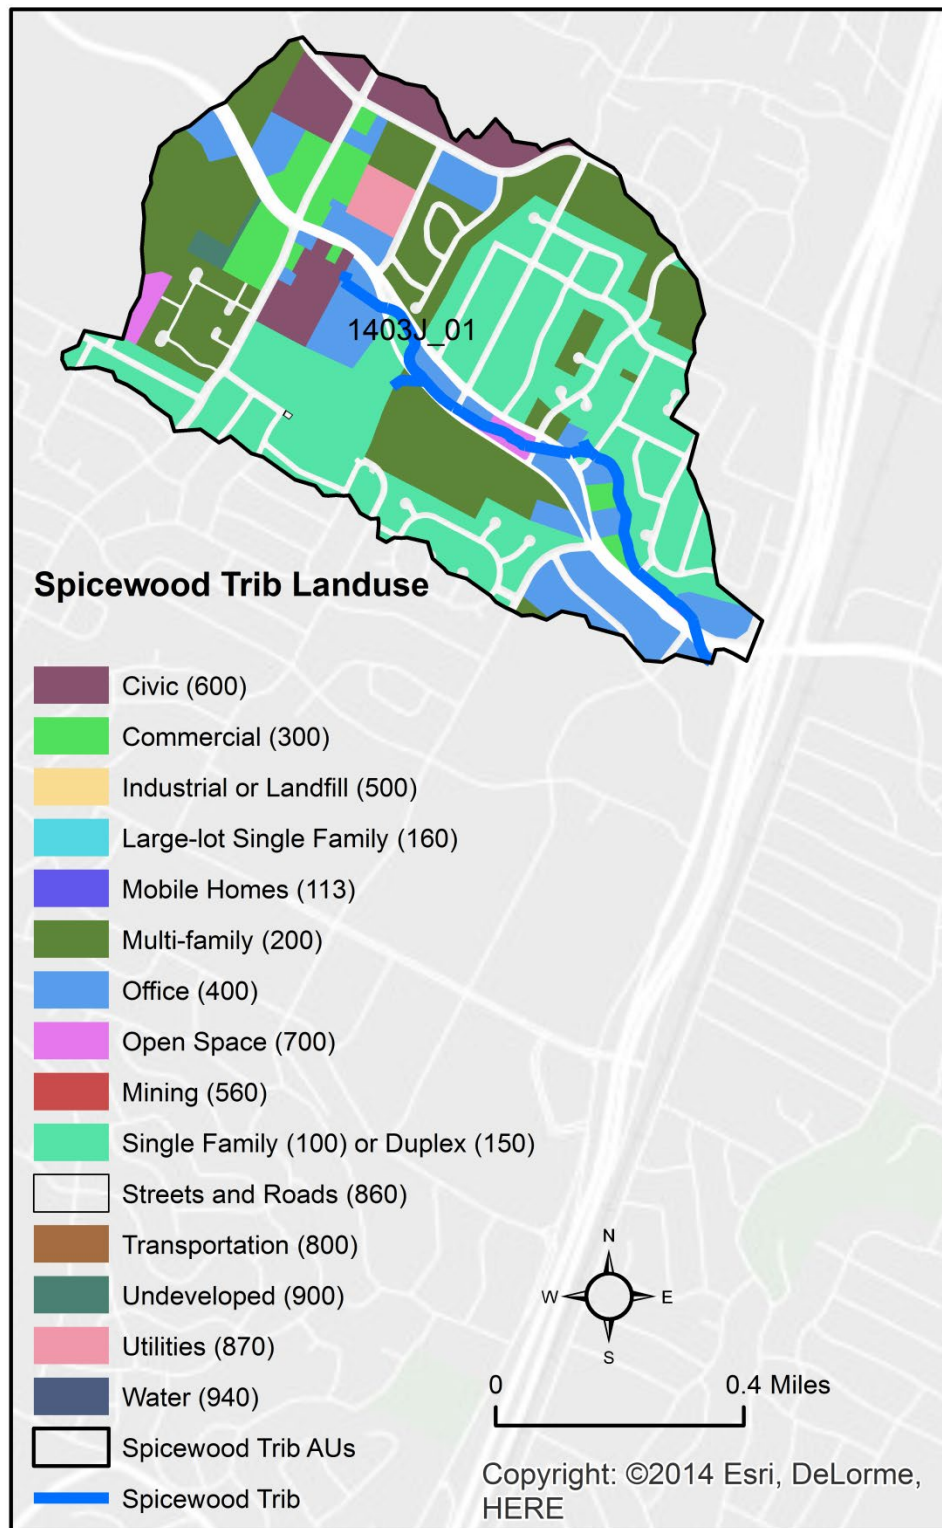 1403J_01
Spicewood Trib Landuse
Civic (600)
Commercial (300)
Industrial or Landfill (500)
Large-lot Single Family (160)
Mobile Homes (113)
Multi-family (200)
Office (400)
Open Space (700)
Mining (560)
Single Family (100) or Duplex (150)
Streets and Roads (860)
Transportation (800)
Undeveloped (900)
Utilities (870)
Water (940)
Spicewood Trib AUs
Spicewood Trib
N
W E
S
0 0.4 Miles
Copyright: ©2014 Esri, DeLorme,
HERE